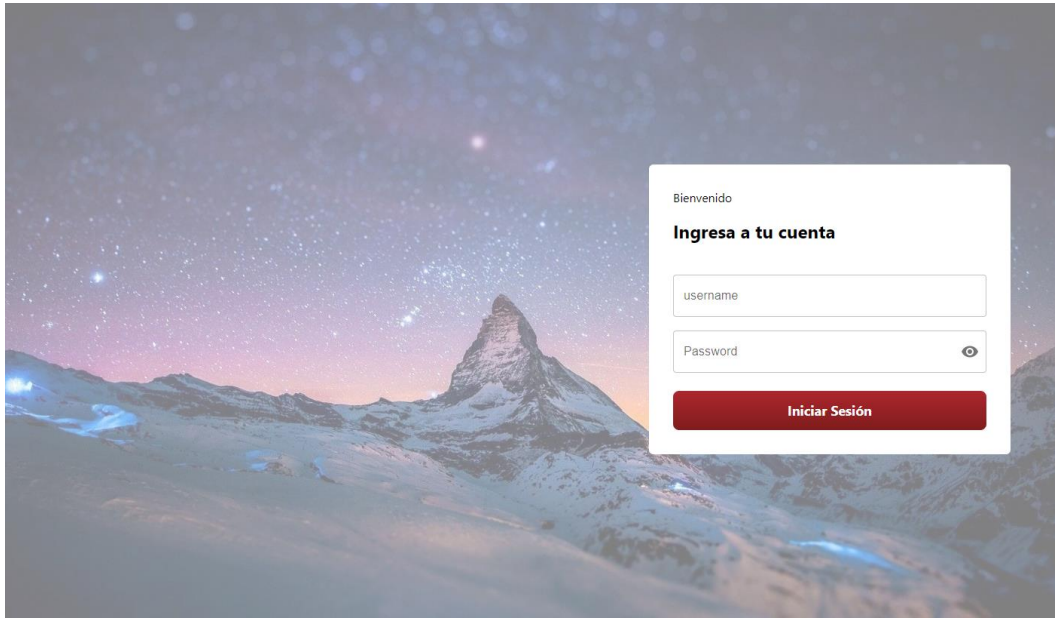 Bienvenido
Ingresa a tu cuenta
username
Password
Iniciar Sesión